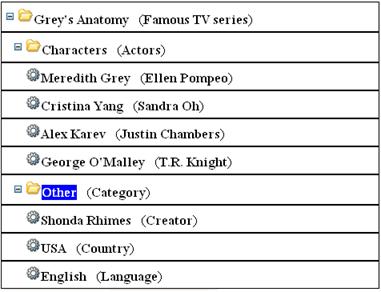 Grey's Anatomy (Famous TV series)
Characters (Actors)
Meredith Grey (Ellen Pompeo)
Cristina Yang (Sandra Oh)
Alex Karev (Justin Chambers)
George O'Malley (T.R. Knight)
Other (Category)
Shonda Rhimes (Creator)
USA (Country)
English (Language)